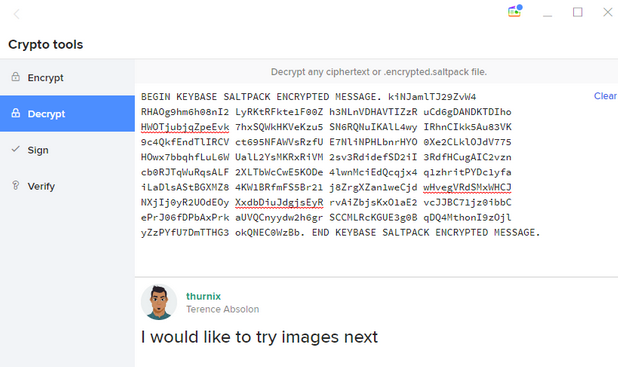 Crypto tools
Encrypt
Decrypt
Sign
Verify
Decrypt any ciphertext or .encrypted.saltpack file.
Clear
BEGIN KEYBASE SALTPACK ENCRYPTED MESSAGE. kiNJamlTJ29ZvW4
RHAOg9hm6h08nI2 LyRKtRFkte1F00Z h3NLnVDHAVTIZzR uCd6gDANDKTDIho
HWOTjubjqZpeEvk 7hxSQWkHKVeKzu5 SN6RQNuIKAlL4wy IRhnCIkk5Au83VK
9c4QkfEndTlIRCV ct695NFAWVsRzfU E7NliNPHLbnrHYO 0Xe2CLklOJdV775
HOwx7bbqhfLuL6W UalL2YsMKRxRiVM 2sv3RdidefSD2iI 3RdfHCugAIC2vzn
cb0RJTqWuRqsALF 2XLTbWcCwE5KODe 4lwnMciEdQcqjx4 qlzhritPYDc1yfa
iLaDlsAStBGXMZ8 4KW1BRfmFS5Br21 j8ZrgXZan1weCjd wHvegVRdSMxWHCJ
NXjIj0yR2UOdEOy XxdbDiuJdgjsEyR rvAiZbjsKxOlaE2 vcJJBC71jz0ibbC
ePrJ06fDPbAxPrk aUVQCnyydw2h6gr SCCMLRcKGUE3g0B qDQ4MthonI9zOjl
yZzPYfU7DmTTHG3 okQNEC0WzBb. END KEYBASE SALTPACK ENCRYPTED MESSAGE.
thurnix
Terence Absolon
I would like to try images next